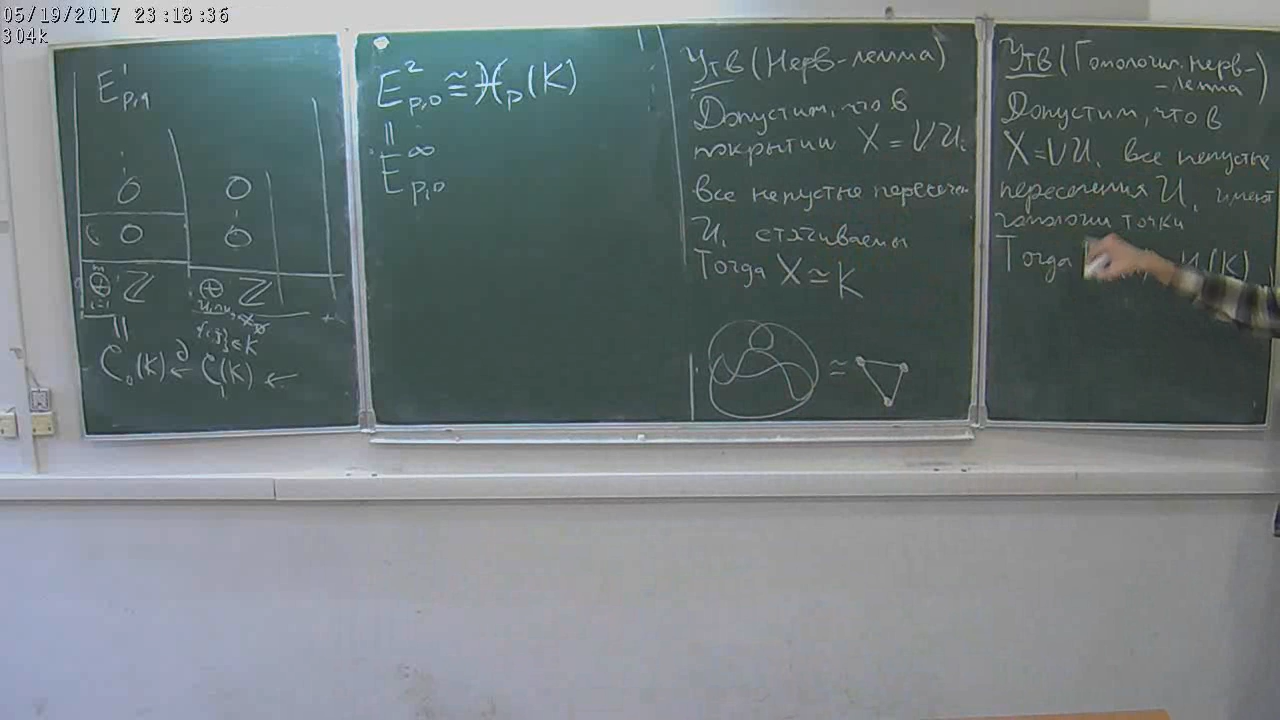 05/19/2017 23:18:36
304k
E¹p,q
0 0
0 0
⊕ ℤ ⊕ ℤ
i=1
{i,j}∈K
C₀(K) ←∂ C₁(K) ←
E²p,0 ≅ Hp(K)
||
E∞p,0
Утв (Нерв-лемма)
Допустим, что в
покрытии X = ∪Uᵢ
все непустые пересечен
Uᵢ стягиваемы
Тогда X ≃ K
≃
Утв (Гомологич. нерв-
-лемма)
Допустим, что в
X=∪Uᵢ все непустые
пересечения Uᵢ имеют
гомологии точки
Тогда (K)